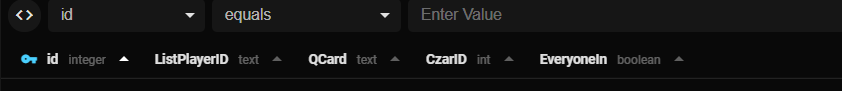 <> id equals Enter Value
id integer ListPlayerID text QCard text CzarID int EveryoneIn boolean